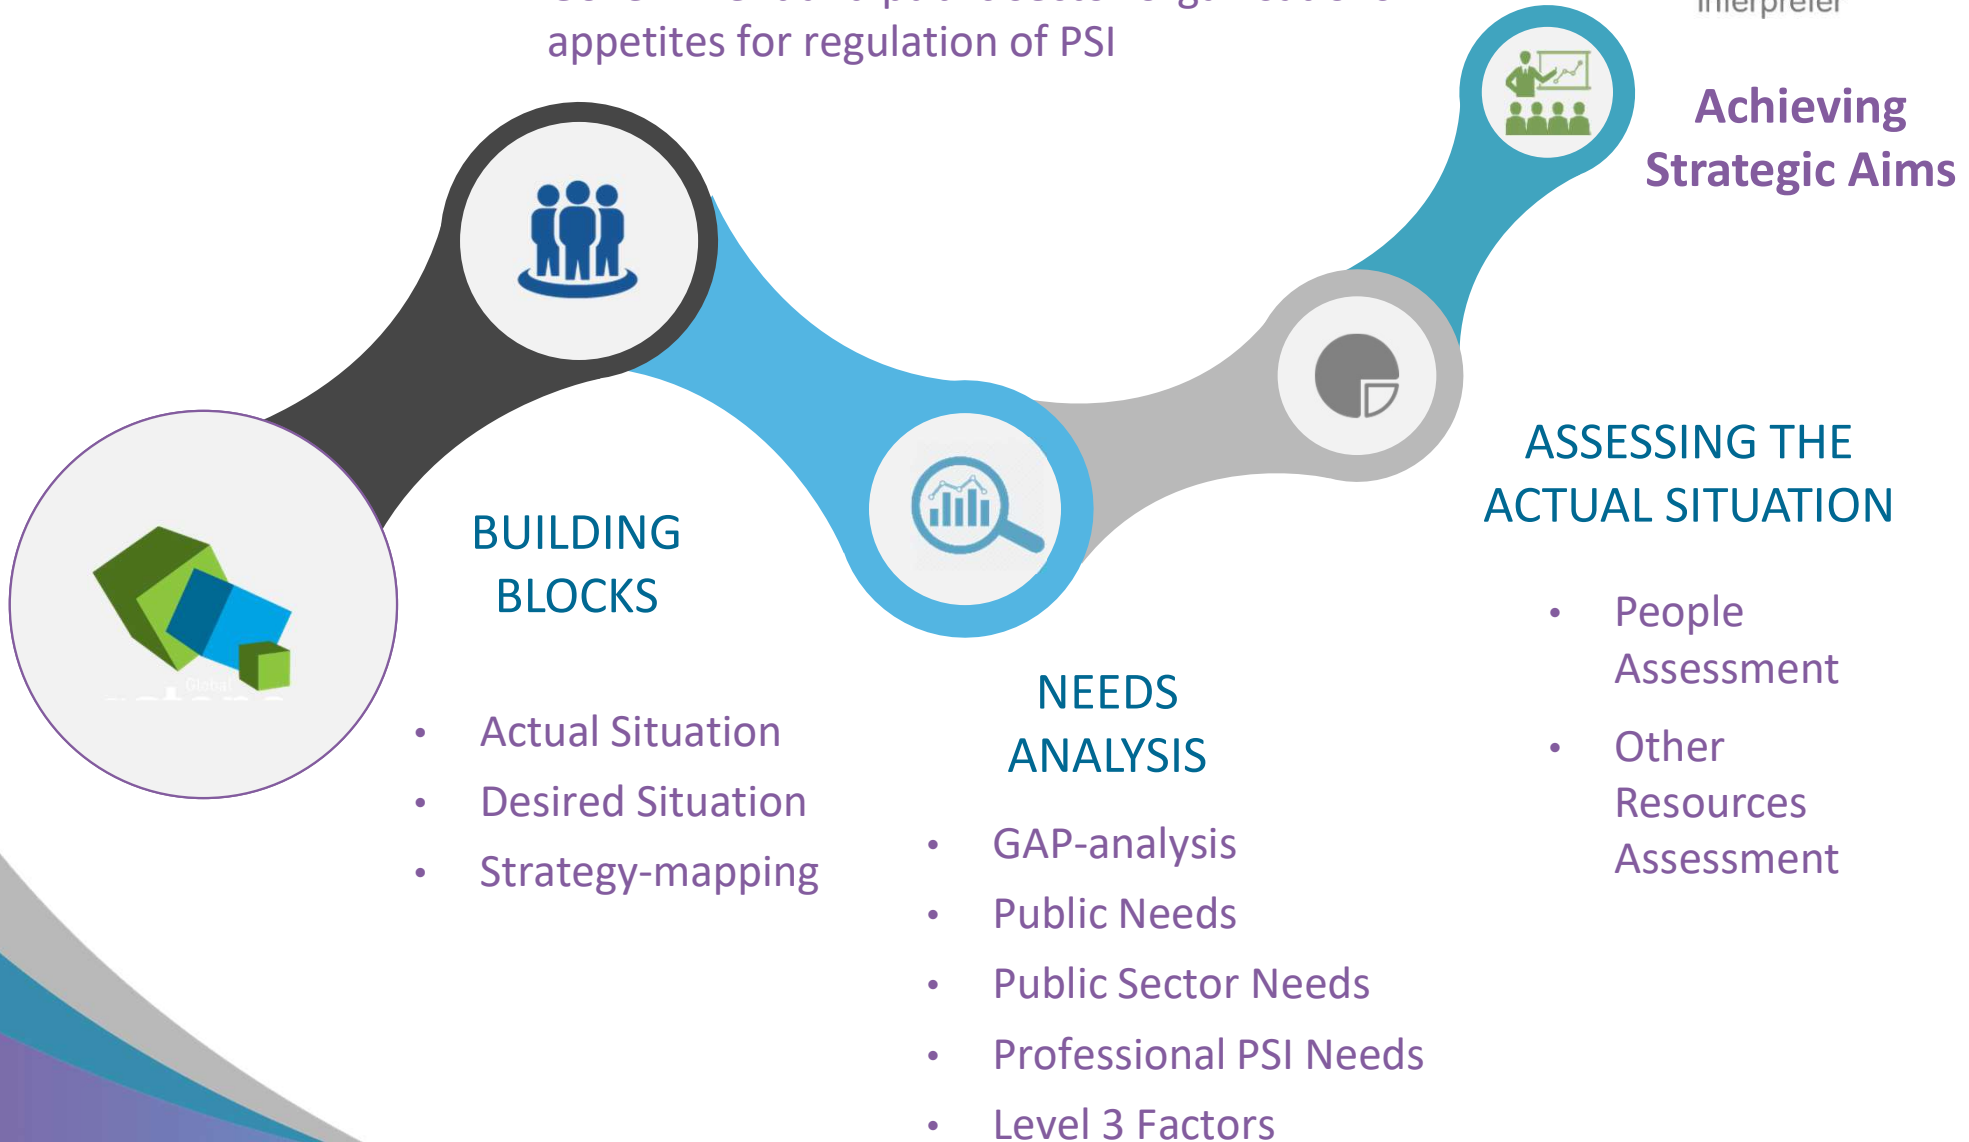 appetites for regulation of PSI
Achieving
Strategic Aims
BUILDING
BLOCKS
• Actual Situation
• Desired Situation
• Strategy-mapping
Global
NEEDS
ANALYSIS
• GAP-analysis
• Public Needs
• Public Sector Needs
• Professional PSI Needs
• Level 3 Factors
ASSESSING THE
ACTUAL SITUATION
• People
Assessment
• Other
Resources
Assessment